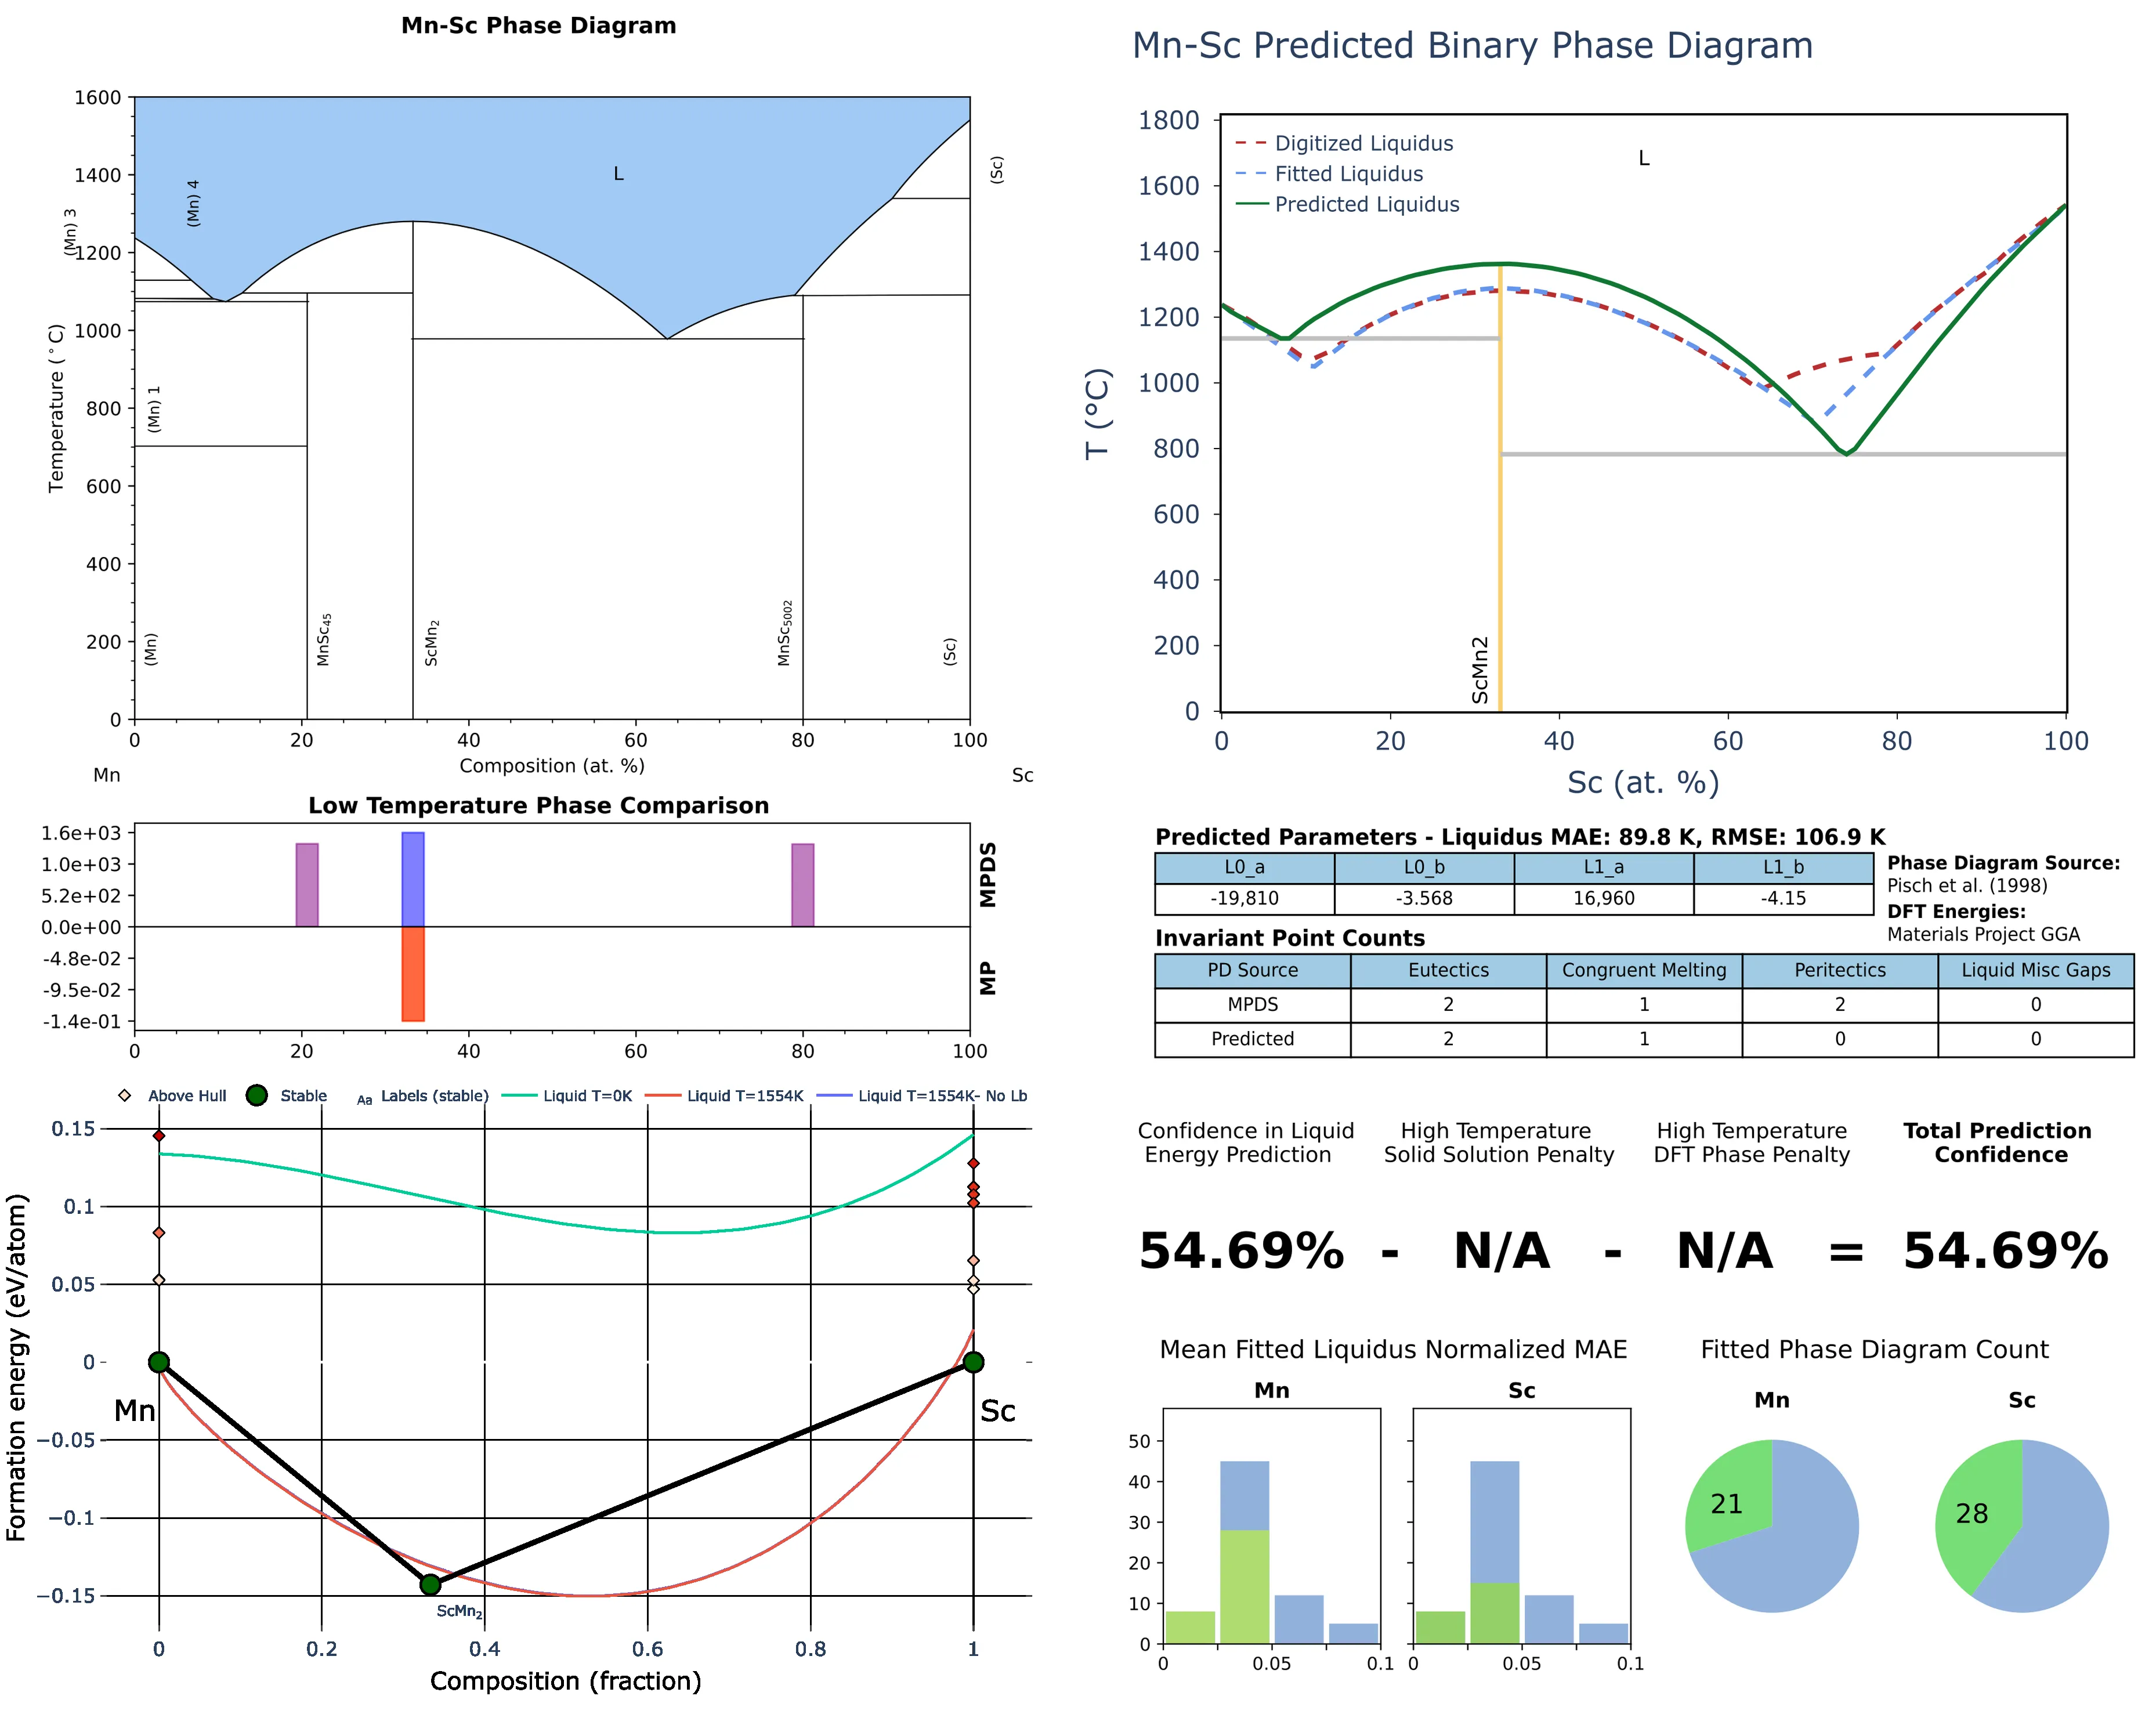 Mn-Sc Phase Diagram
1600
1400
1200
1000
800
600
400
200
0
Temperature (°C)
(Mn) 3
(Mn) 4
(Mn) 1
(Mn)
MnSc45
ScMn2
MnSc5002
(Sc)
(Sc)
L
0 20 40 60 80 100
Mn Composition (at. %) Sc
Mn-Sc Predicted Binary Phase Diagram
1800
1600
1400
1200
1000
800
600
400
200
0
T (°C)
Digitized Liquidus
Fitted Liquidus
Predicted Liquidus
L
ScMn2
0 20 40 60 80 100
Sc (at. %)
Low Temperature Phase Comparison
1.6e+03
1.0e+03
5.2e+02
0.0e+00
-4.8e-02
-9.5e-02
-1.4e-01
MPDS
MP
0 20 40 60 80 100
Predicted Parameters - Liquidus MAE: 89.8 K, RMSE: 106.9 K
L0_a L0_b L1_a L1_b
-19,810 -3.568 16,960 -4.15
Phase Diagram Source:
Pisch et al. (1998)
DFT Energies:
Materials Project GGA
Invariant Point Counts
PD Source Eutectics Congruent Melting Peritectics Liquid Misc Gaps
MPDS 2 1 2 0
Predicted 2 1 0 0
Above Hull Stable Aa Labels (stable) Liquid T=0K Liquid T=1554K Liquid T=1554K- No Lb
0.15
0.1
0.05
0
−0.05
−0.1
−0.15
Formation energy (eV/atom)
Mn
Sc
ScMn2
0 0.2 0.4 0.6 0.8 1
Composition (fraction)
Confidence in Liquid
Energy Prediction
High Temperature
Solid Solution Penalty
High Temperature
DFT Phase Penalty
Total Prediction
Confidence
54.69% - N/A - N/A = 54.69%
Mean Fitted Liquidus Normalized MAE
Mn Sc
50
40
30
20
10
0
0 0.05 0.1 0 0.05 0.1
Fitted Phase Diagram Count
Mn Sc
21 28